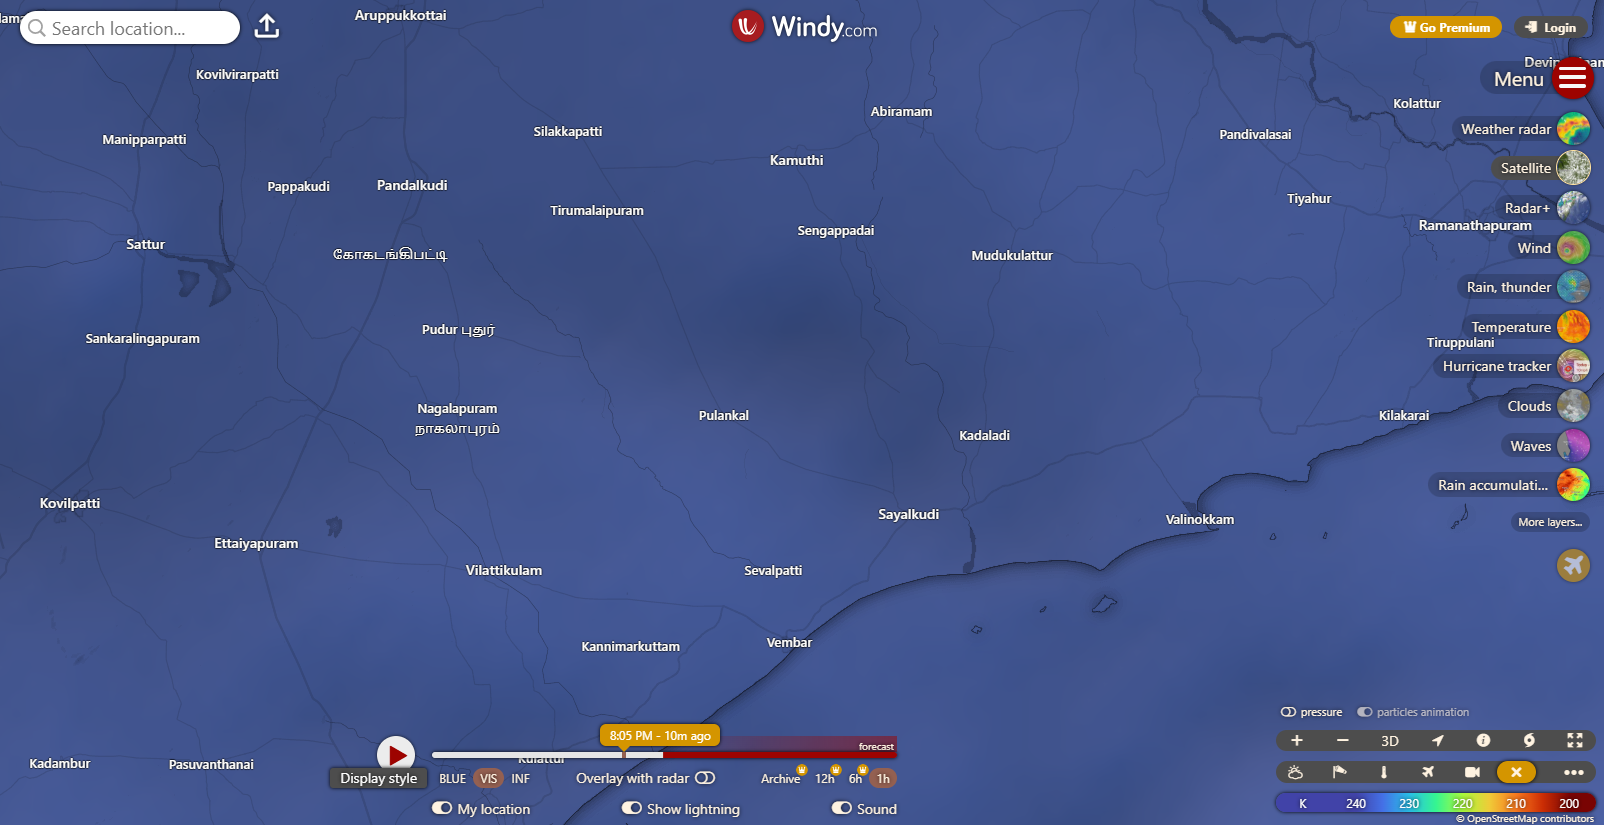 Search location...
Windy.com
Go Premium
Login
Menu
Weather radar
Satellite
Radar+
Wind
Rain, thunder
Temperature
Hurricane tracker
Clouds
Waves
Rain accumulati...
More layers...
Aruppukkottai
Kovilvirarpatti
Abiramam
Kolattur
Silakkapatti
Pandivalasai
Manipparpatti
Kamuthi
Pappakudi
Pandalkudi
Tiyahur
Tirumalaipuram
Ramanathapuram
Sengappadai
Sattur
கோகடங்கிபட்டி
Mudukulattur
Pudur புதுர்
Sankaralingapuram
Tiruppulani
Nagalapuram
நாகலாபுரம்
Pulankal
Kilakarai
Kadaladi
Kovilpatti
Sayalkudi
Valinokkam
Ettaiyapuram
Vilattikulam
Sevalpatti
Vembar
Kannimarkuttam
Kadambur
Pasuvanthanai
8:05 PM - 10m ago
forecast
Display style
BLUE VIS INF
Overlay with radar
Archive 12h 6h 1h
My location
Show lightning
Sound
pressure
particles animation
3D
K 240 230 220 210 200
© OpenStreetMap contributors